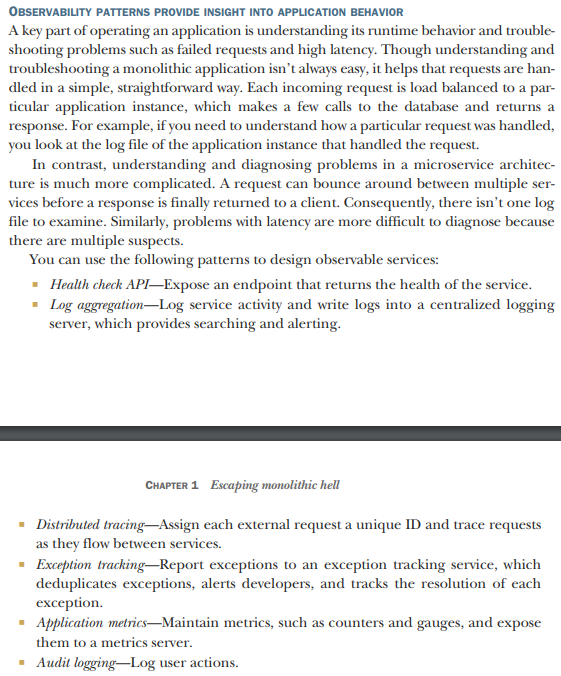 OBSERVABILITY PATTERNS PROVIDE INSIGHT INTO APPLICATION BEHAVIOR
A key part of operating an application is understanding its runtime behavior and trouble-
shooting problems such as failed requests and high latency. Though understanding and
troubleshooting a monolithic application isn't always easy, it helps that requests are han-
dled in a simple, straightforward way. Each incoming request is load balanced to a par-
ticular application instance, which makes a few calls to the database and returns a
response. For example, if you need to understand how a particular request was handled,
you look at the log file of the application instance that handled the request.
In contrast, understanding and diagnosing problems in a microservice architec-
ture is much more complicated. A request can bounce around between multiple ser-
vices before a response is finally returned to a client. Consequently, there isn't one log
file to examine. Similarly, problems with latency are more difficult to diagnose because
there are multiple suspects.
You can use the following patterns to design observable services:
■ Health check API—Expose an endpoint that returns the health of the service.
■ Log aggregation—Log service activity and write logs into a centralized logging
server, which provides searching and alerting.
CHAPTER 1 Escaping monolithic hell
■ Distributed tracing—Assign each external request a unique ID and trace requests
as they flow between services.
■ Exception tracking—Report exceptions to an exception tracking service, which
deduplicates exceptions, alerts developers, and tracks the resolution of each
exception.
■ Application metrics—Maintain metrics, such as counters and gauges, and expose
them to a metrics server.
■ Audit logging—Log user actions.